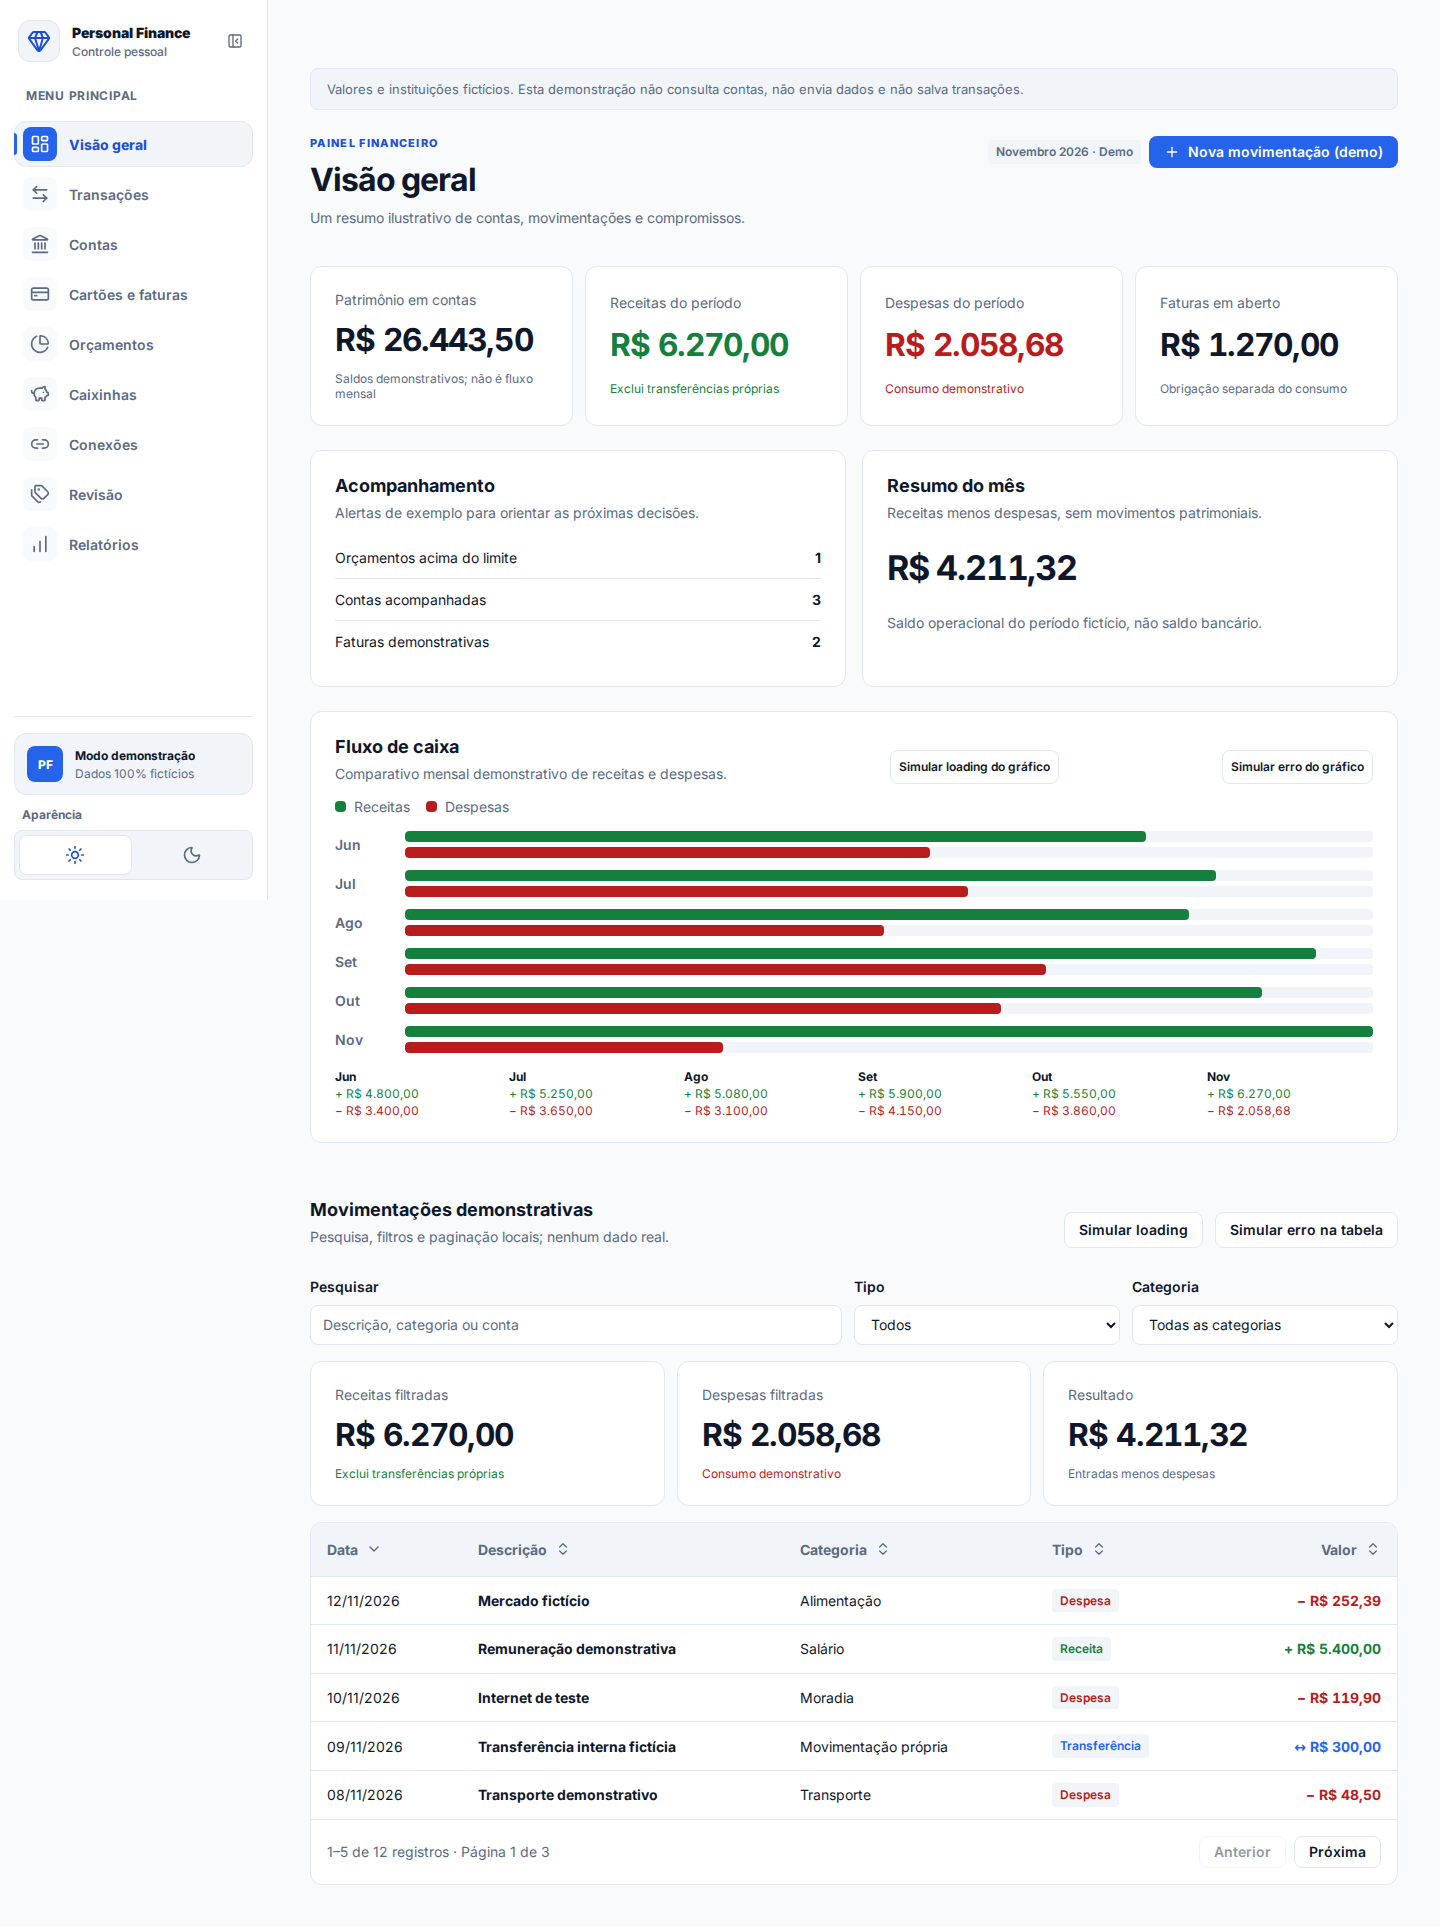 Personal Finance
Controle pessoal
MENU PRINCIPAL
Visão geral
Transações
Contas
Cartões e faturas
Orçamentos
Caixinhas
Conexões
Revisão
Relatórios
PF
Modo demonstração
Dados 100% fictícios
Aparência
Valores e instituições fictícios. Esta demonstração não consulta contas, não envia dados e não salva transações.
PAINEL FINANCEIRO
Visão geral
Um resumo ilustrativo de contas, movimentações e compromissos.
Novembro 2026 · Demo
Nova movimentação (demo)
Patrimônio em contas
R$ 26.443,50
Saldos demonstrativos; não é fluxo
mensal
Receitas do período
R$ 6.270,00
Exclui transferências próprias
Despesas do período
R$ 2.058,68
Consumo demonstrativo
Faturas em aberto
R$ 1.270,00
Obrigação separada do consumo
Acompanhamento
Alertas de exemplo para orientar as próximas decisões.
Orçamentos acima do limite 1
Contas acompanhadas 3
Faturas demonstrativas 2
Resumo do mês
Receitas menos despesas, sem movimentos patrimoniais.
R$ 4.211,32
Saldo operacional do período fictício, não saldo bancário.
Fluxo de caixa
Comparativo mensal demonstrativo de receitas e despesas.
Simular loading do gráfico
Simular erro do gráfico
Receitas Despesas
Jun
Jul
Ago
Set
Out
Nov
Jun
+ R$ 4.800,00
− R$ 3.400,00
Jul
+ R$ 5.250,00
− R$ 3.650,00
Ago
+ R$ 5.080,00
− R$ 3.100,00
Set
+ R$ 5.900,00
− R$ 4.150,00
Out
+ R$ 5.550,00
− R$ 3.860,00
Nov
+ R$ 6.270,00
− R$ 2.058,68
Movimentações demonstrativas
Pesquisa, filtros e paginação locais; nenhum dado real.
Simular loading
Simular erro na tabela
Pesquisar
Descrição, categoria ou conta
Tipo
Todos
Categoria
Todas as categorias
Receitas filtradas
R$ 6.270,00
Exclui transferências próprias
Despesas filtradas
R$ 2.058,68
Consumo demonstrativo
Resultado
R$ 4.211,32
Entradas menos despesas
Data Descrição Categoria Tipo Valor
12/11/2026 Mercado fictício Alimentação Despesa − R$ 252,39
11/11/2026 Remuneração demonstrativa Salário Receita + R$ 5.400,00
10/11/2026 Internet de teste Moradia Despesa − R$ 119,90
09/11/2026 Transferência interna fictícia Movimentação própria Transferência ↔ R$ 300,00
08/11/2026 Transporte demonstrativo Transporte Despesa − R$ 48,50
1–5 de 12 registros · Página 1 de 3
Anterior
Próxima